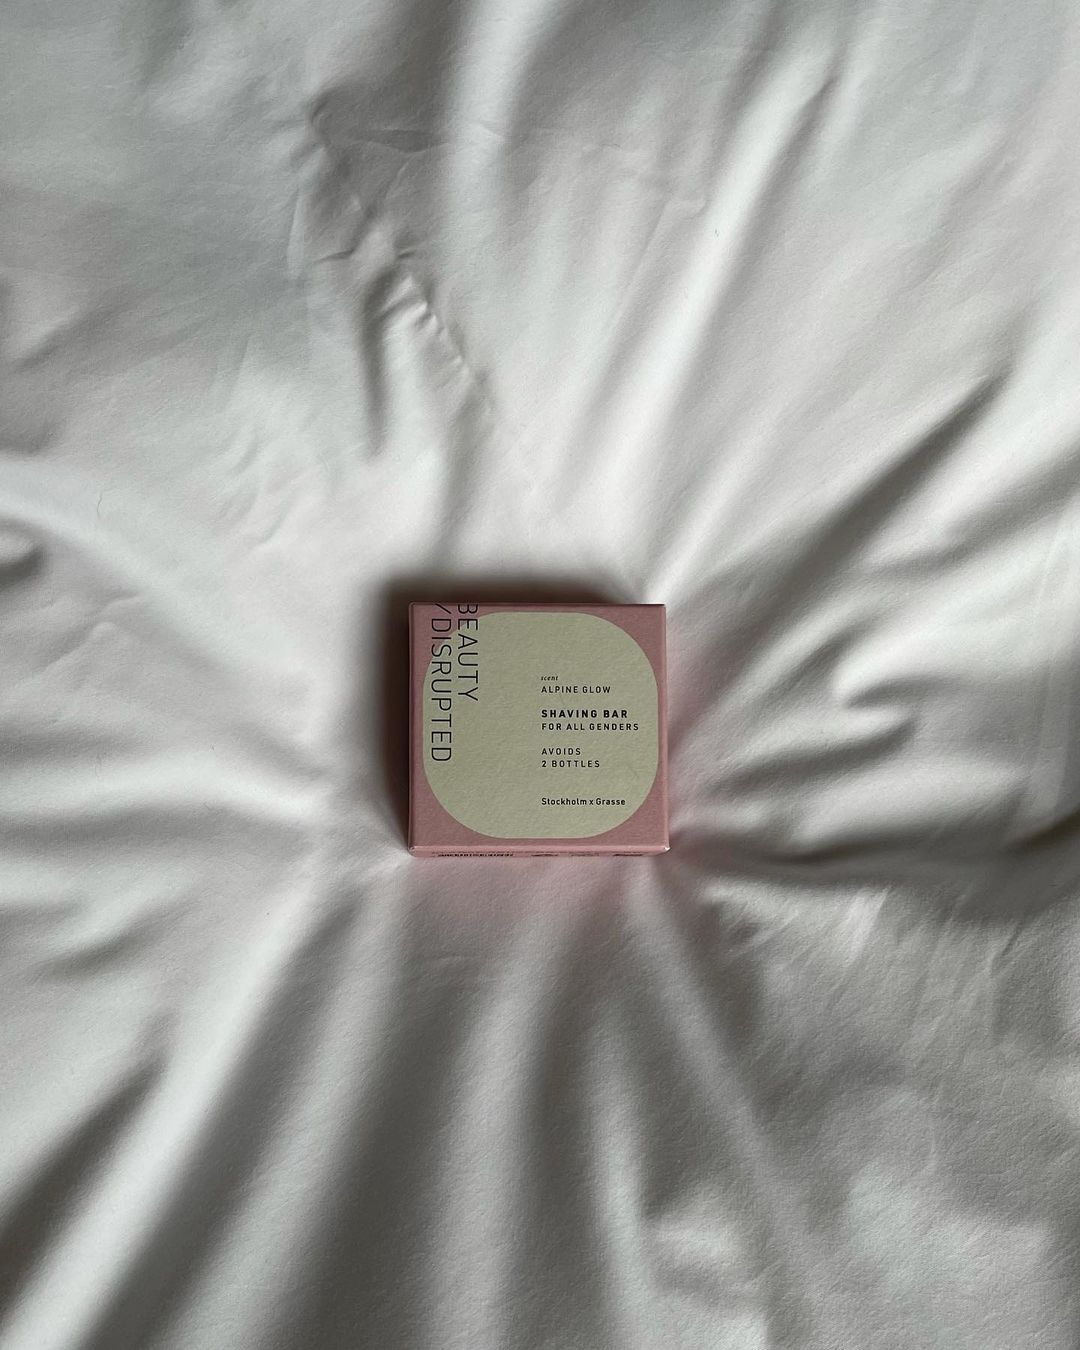 BEAUTY
/DISRUPTED
scent
ALPINE GLOW
SHAVING BAR
FOR ALL GENDERS
AVOIDS
2 BOTTLES
Stockholm x Grasse